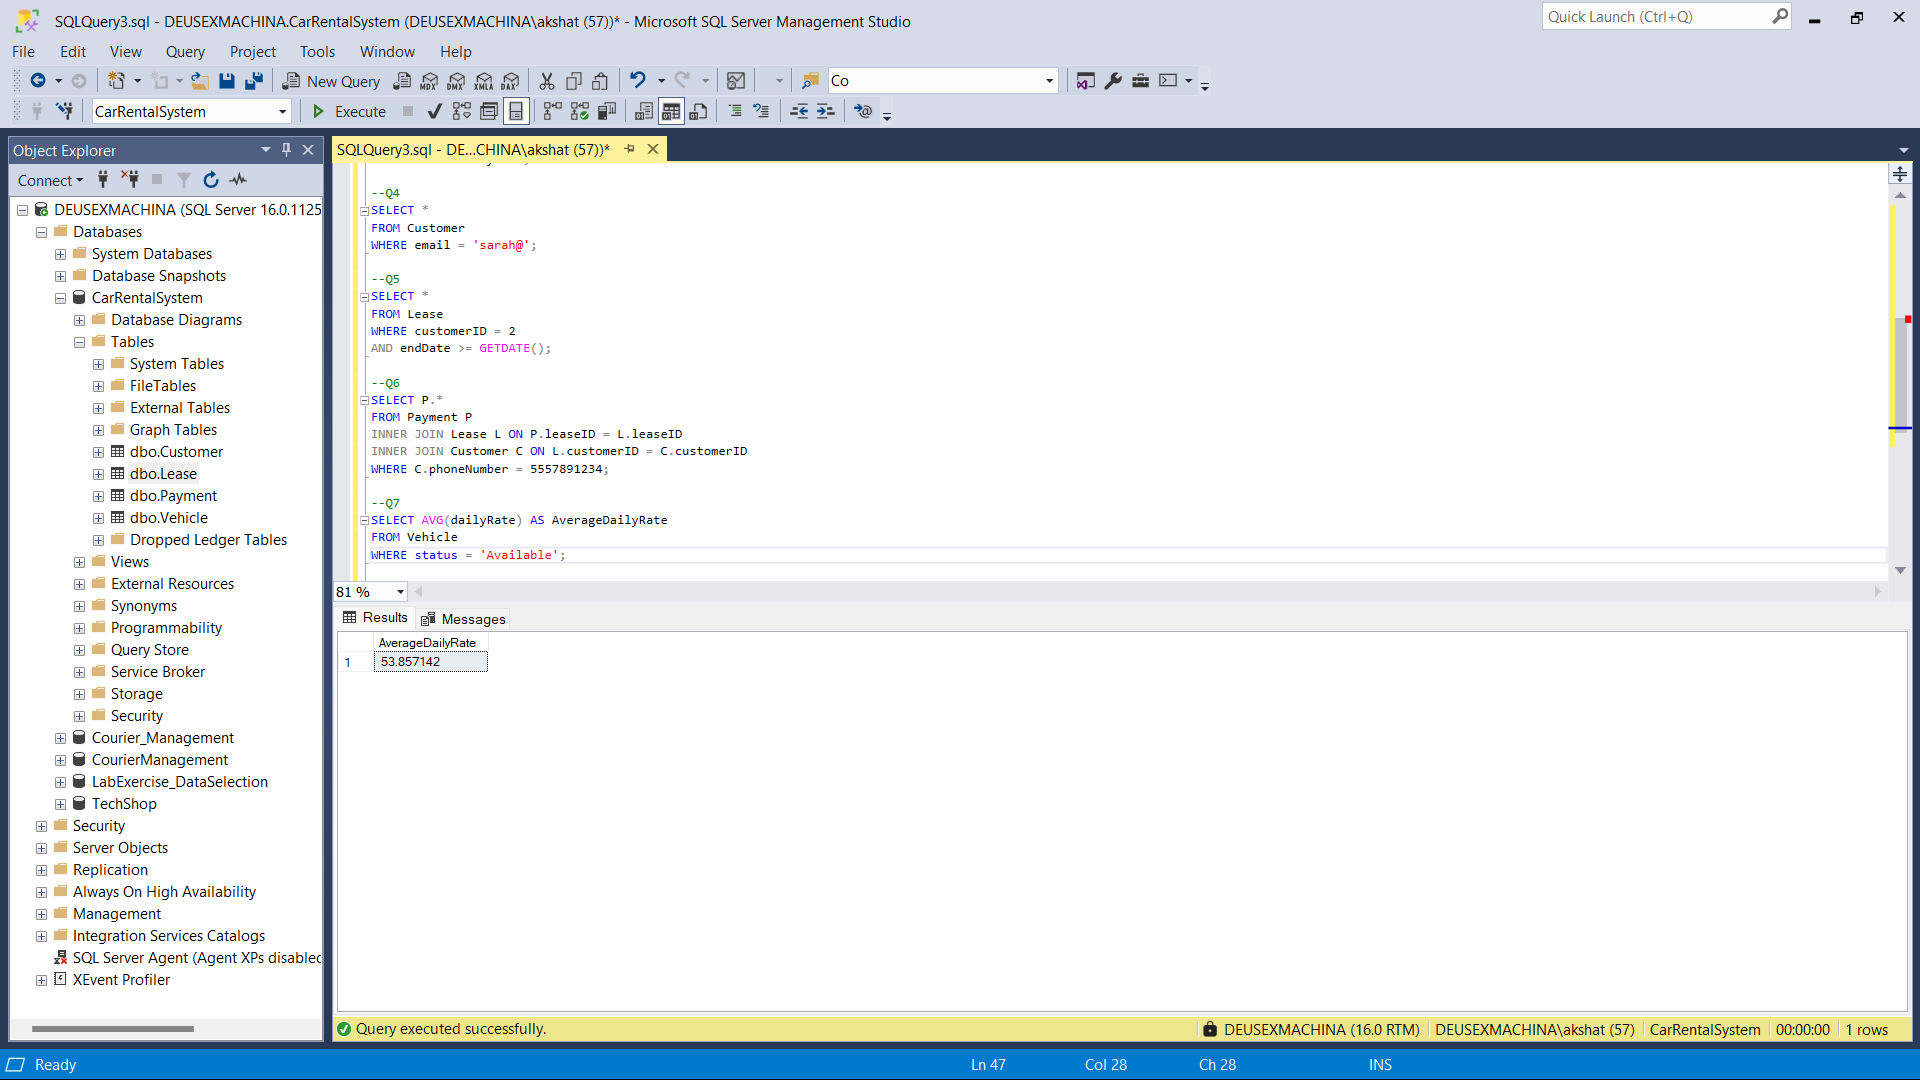 SQLQuery3.sql - DEUSEXMACHINA.CarRentalSystem (DEUSEXMACHINA\akshat (57))* - Microsoft SQL Server Management Studio
Quick Launch (Ctrl+Q)
File Edit View Query Project Tools Window Help
New Query
MDX DMX XMLA DAX
Co
CarRentalSystem
Execute
Object Explorer
Connect
DEUSEXMACHINA (SQL Server 16.0.1125
Databases
System Databases
Database Snapshots
CarRentalSystem
Database Diagrams
Tables
System Tables
FileTables
External Tables
Graph Tables
dbo.Customer
dbo.Lease
dbo.Payment
dbo.Vehicle
Dropped Ledger Tables
Views
External Resources
Synonyms
Programmability
Query Store
Service Broker
Storage
Security
Courier_Management
CourierManagement
LabExercise_DataSelection
TechShop
Security
Server Objects
Replication
Always On High Availability
Management
Integration Services Catalogs
SQL Server Agent (Agent XPs disabled
XEvent Profiler
SQLQuery3.sql - DE...CHINA\akshat (57))*
--Q4
SELECT *
FROM Customer
WHERE email = 'sarah@';
--Q5
SELECT *
FROM Lease
WHERE customerID = 2
AND endDate >= GETDATE();
--Q6
SELECT P.*
FROM Payment P
INNER JOIN Lease L ON P.leaseID = L.leaseID
INNER JOIN Customer C ON L.customerID = C.customerID
WHERE C.phoneNumber = 5557891234;
--Q7
SELECT AVG(dailyRate) AS AverageDailyRate
FROM Vehicle
WHERE status = 'Available';
81 %
Results Messages
AverageDailyRate
1 53.857142
Query executed successfully.
DEUSEXMACHINA (16.0 RTM) DEUSEXMACHINA\akshat (57) CarRentalSystem 00:00:00 1 rows
Ready
Ln 47 Col 28 Ch 28 INS